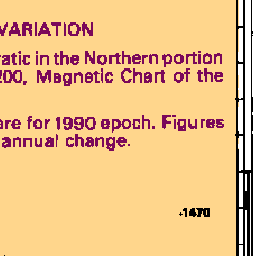 VARIATION
ratic in the Northern portion
200, Magnetic Chart of the
are for 1990 epoch. Figures
annual change.
1470